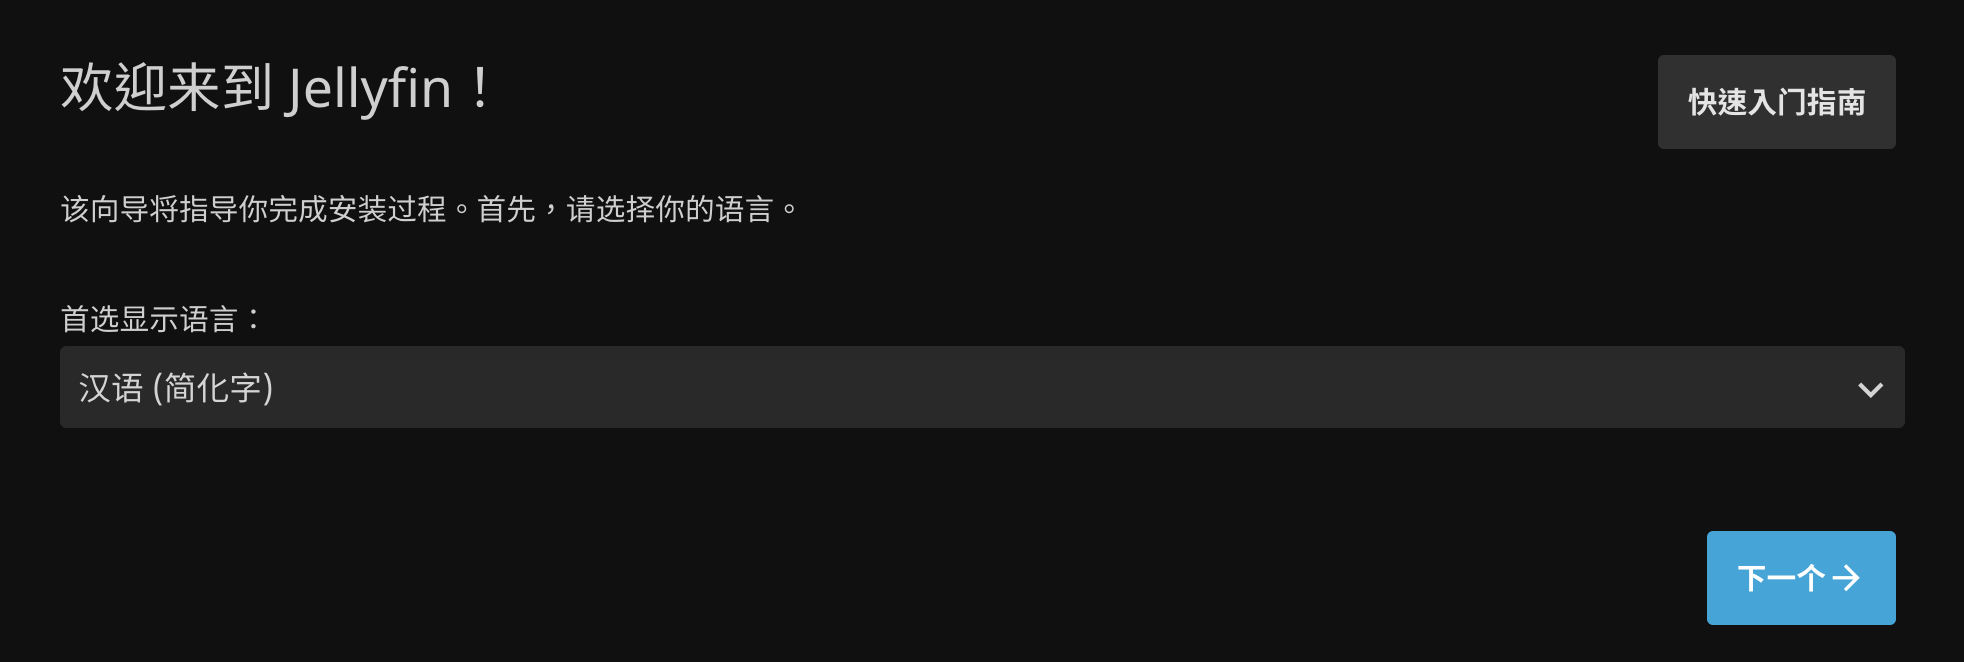 欢迎来到 Jellyfin！
快速入门指南
该向导将指导你完成安装过程。首先，请选择你的语言。
首选显示语言：
汉语 (简化字)
下一个